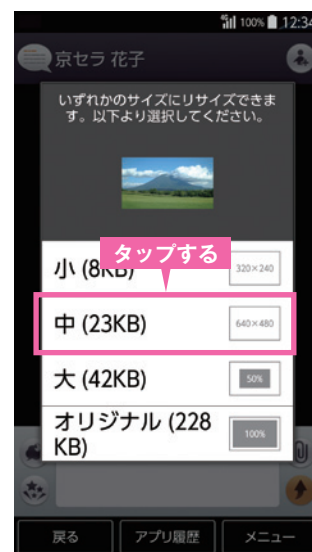 100% 12:34
京セラ 花子
いずれかのサイズにリサイズできま
す。以下より選択してください。
タップする
小 (8KB)
320×240
中 (23KB)
640×480
大 (42KB)
50%
オリジナル (228
KB)
100%
戻る
アプリ履歴
メニュー